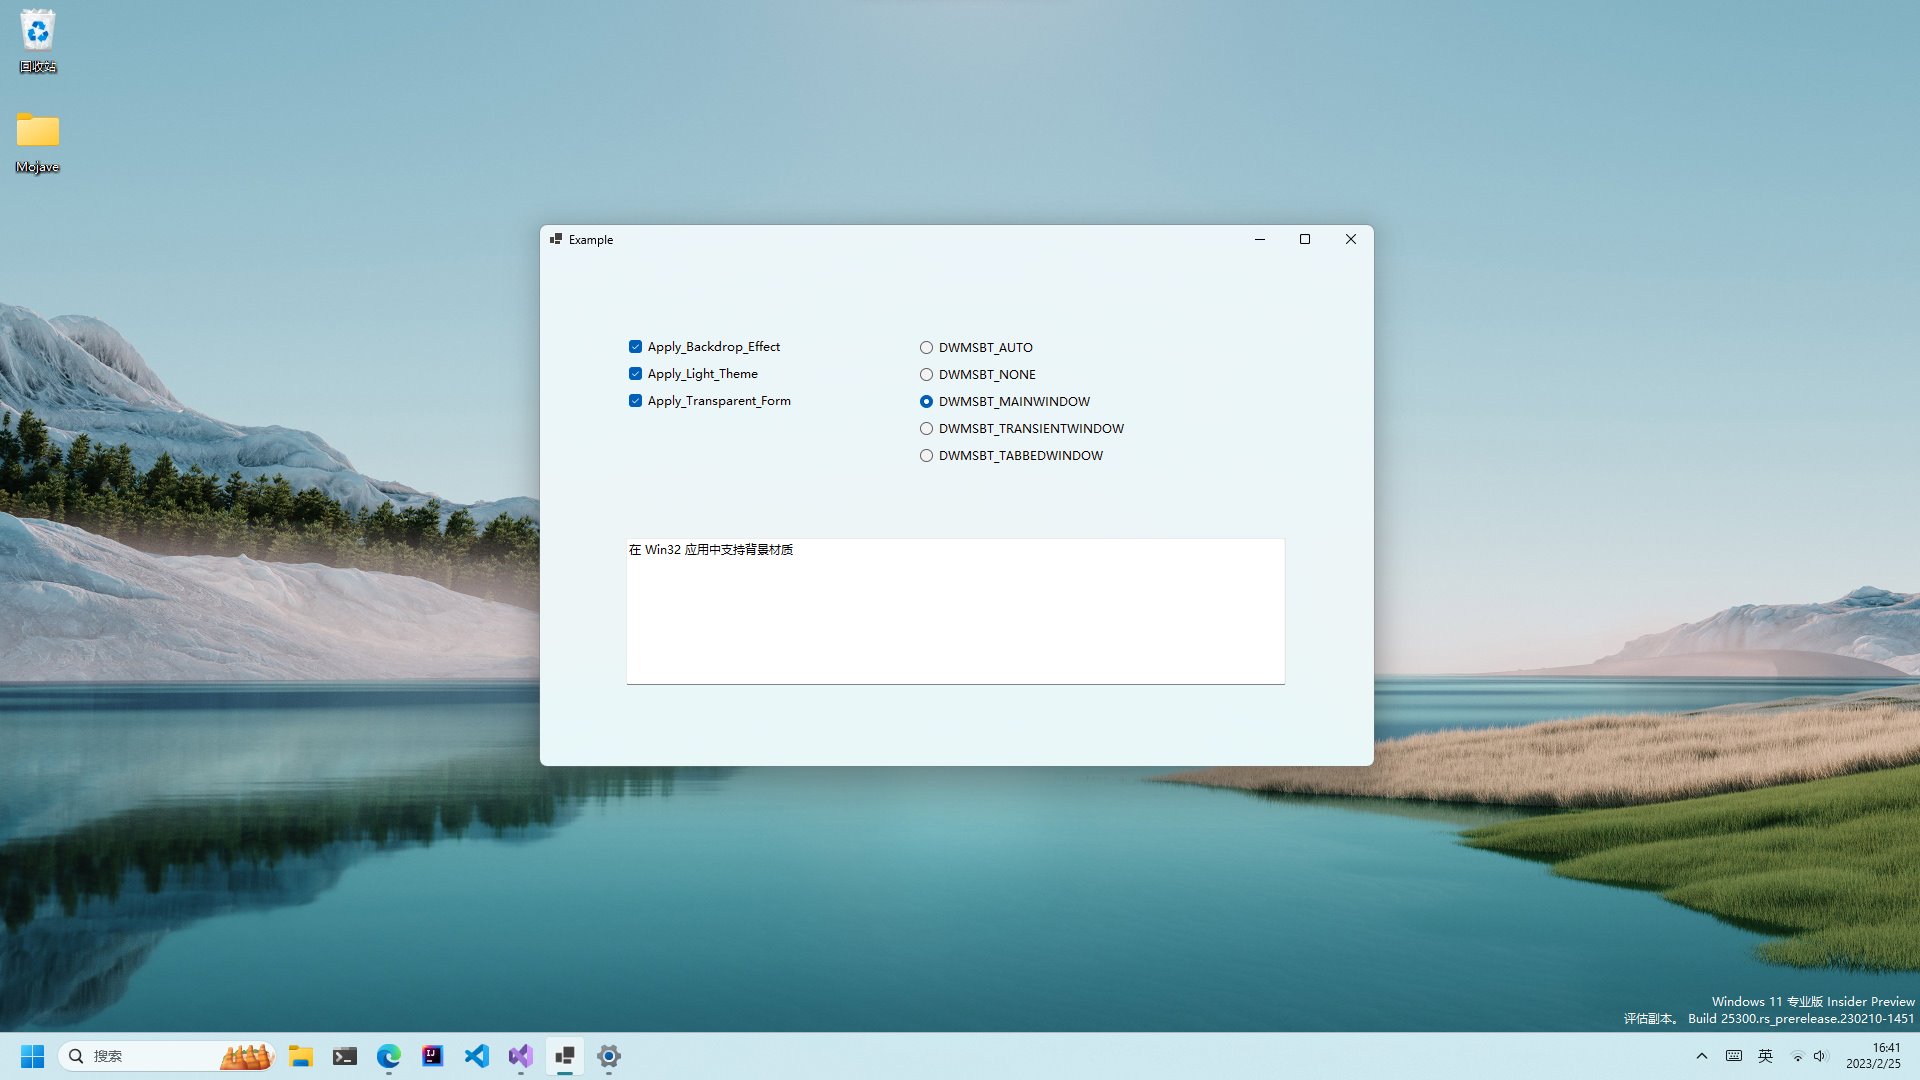 回收站
Mojave
Example
Apply_Backdrop_Effect
Apply_Light_Theme
Apply_Transparent_Form
DWMSBT_AUTO
DWMSBT_NONE
DWMSBT_MAINWINDOW
DWMSBT_TRANSIENTWINDOW
DWMSBT_TABBEDWINDOW
在 Win32 应用中支持背景材质
Windows 11 专业版 Insider Preview
评估副本。 Build 25300.rs_prerelease.230210-1451
搜索
IJ
英
16:41
2023/2/25